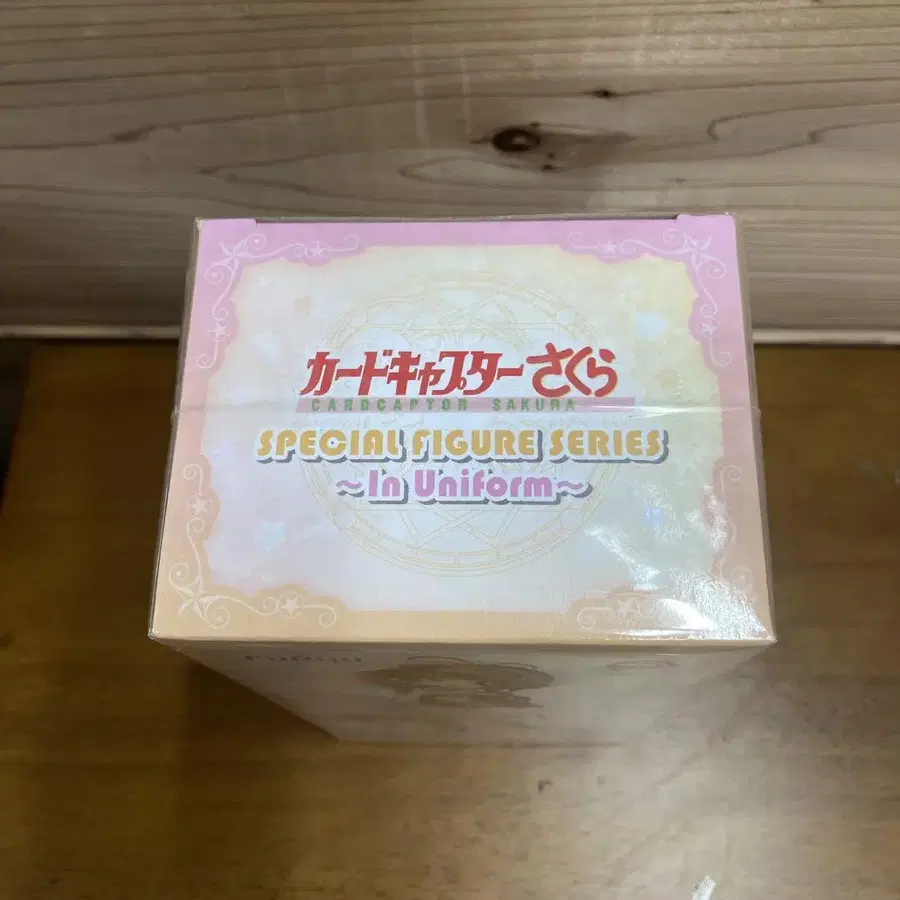 カードキャプターさくら
CARDCAPTOR SAKURA
SPECIAL FIGURE SERIES
~In Uniform~